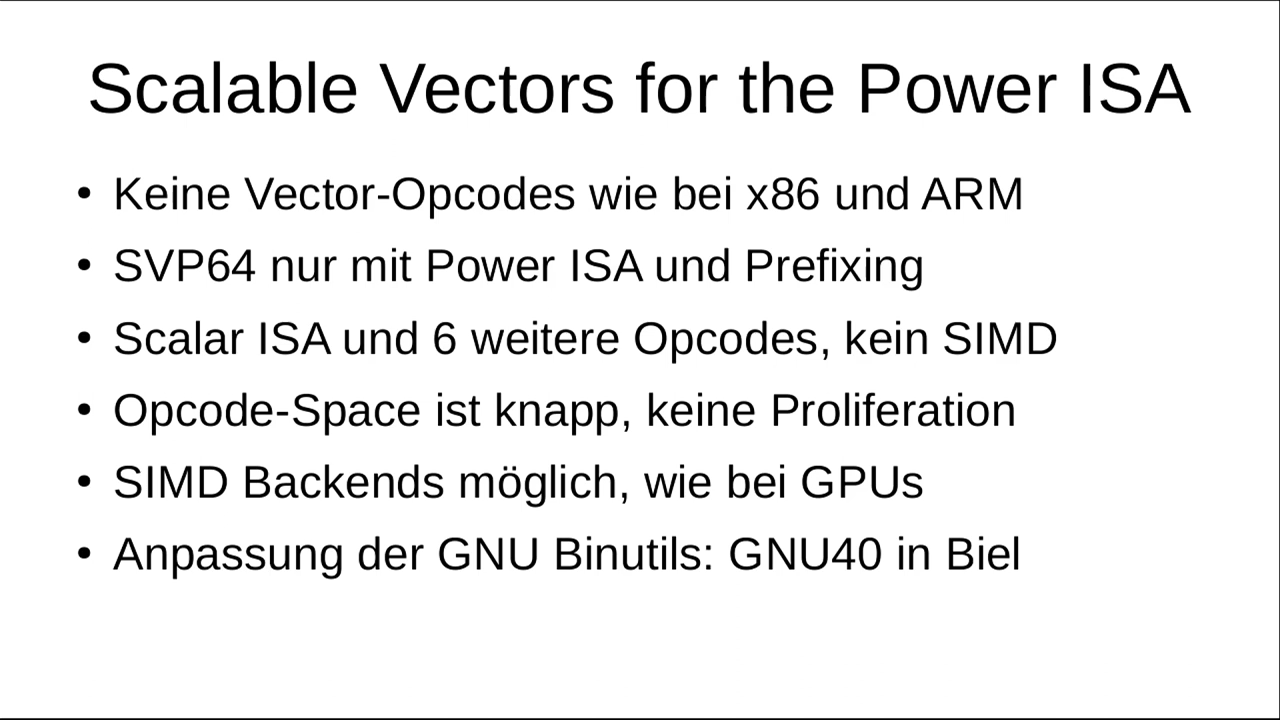 Scalable Vectors for the Power ISA
• Keine Vector-Opcodes wie bei x86 und ARM
• SVP64 nur mit Power ISA und Prefixing
• Scalar ISA und 6 weitere Opcodes, kein SIMD
• Opcode-Space ist knapp, keine Proliferation
• SIMD Backends möglich, wie bei GPUs
• Anpassung der GNU Binutils: GNU40 in Biel